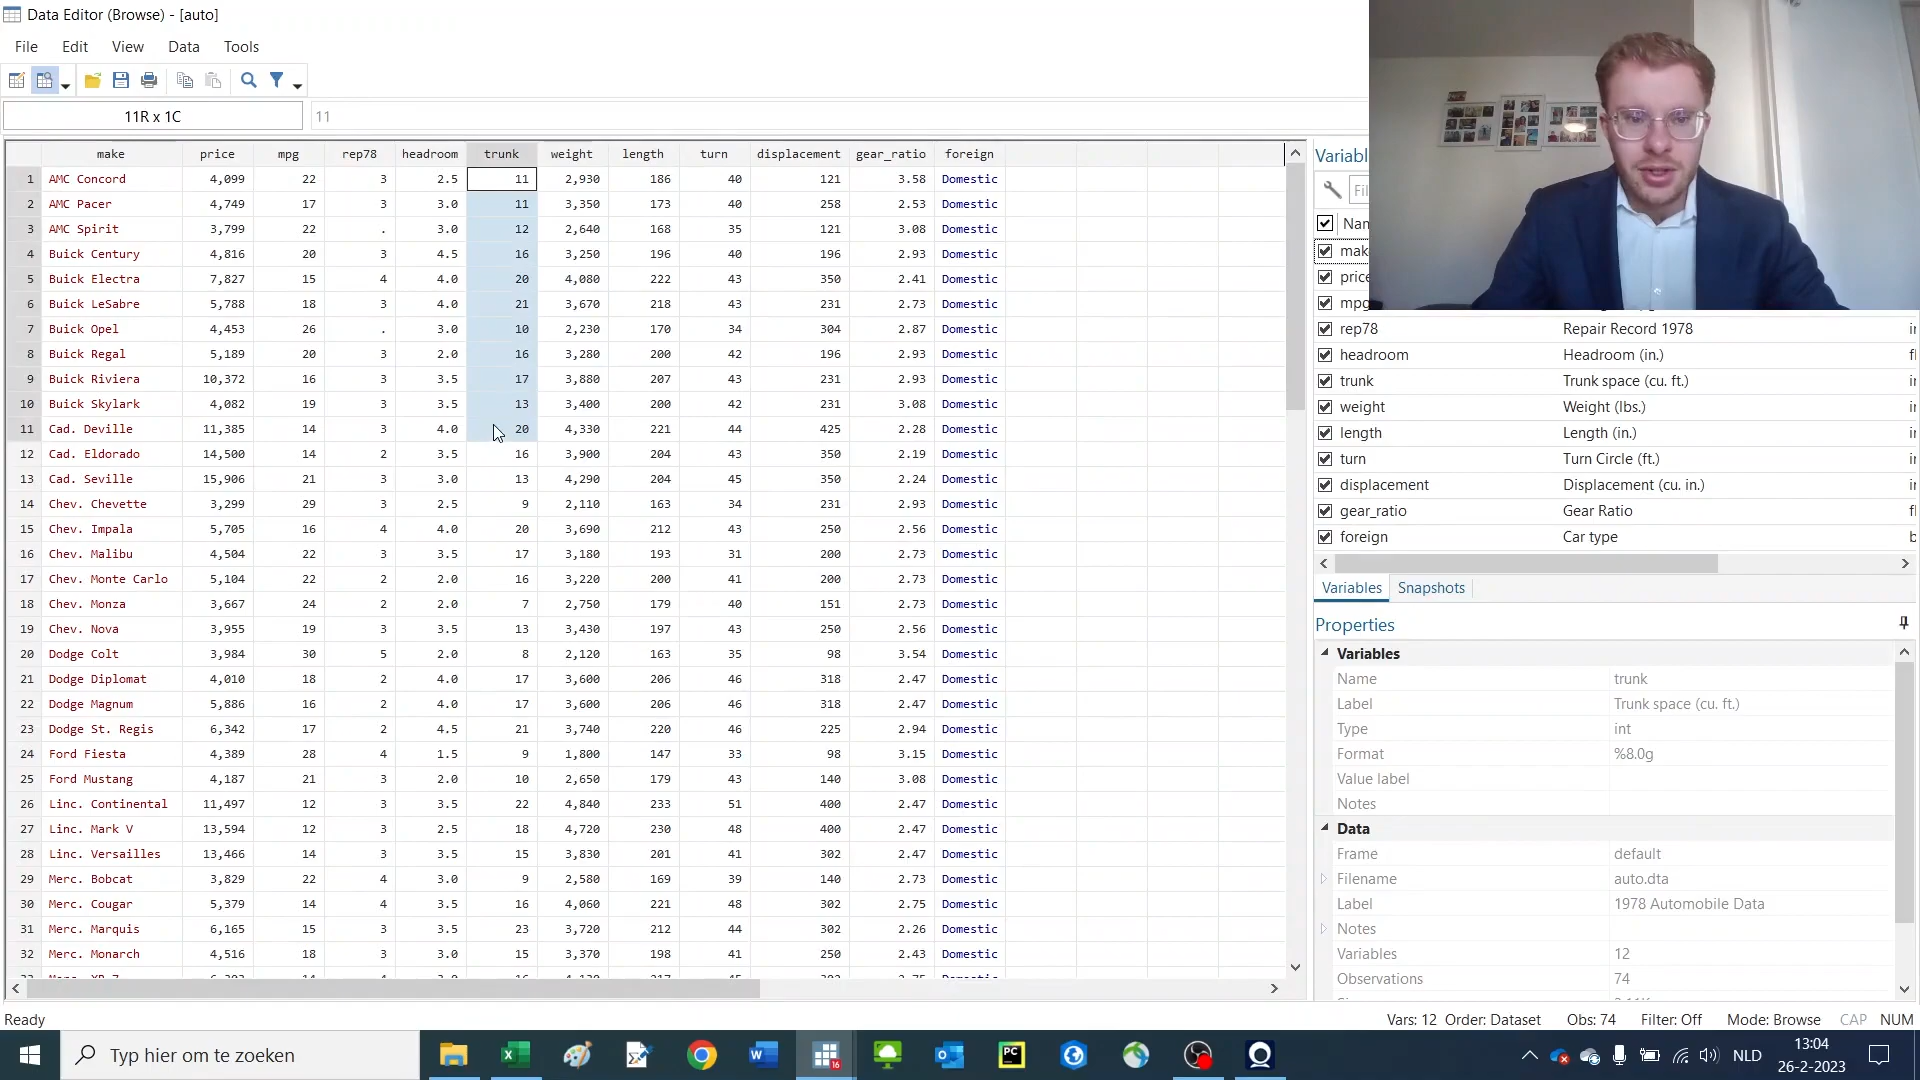 Data Editor (Browse) - [auto]
File Edit View Data Tools
11R x 1C 11
make price mpg rep78 headroom trunk weight length turn displacement gear_ratio foreign
1 AMC Concord 4,099 22 3 2.5 11 2,930 186 40 121 3.58 Domestic
2 AMC Pacer 4,749 17 3 3.0 11 3,350 173 40 258 2.53 Domestic
3 AMC Spirit 3,799 22 . 3.0 12 2,640 168 35 121 3.08 Domestic
4 Buick Century 4,816 20 3 4.5 16 3,250 196 40 196 2.93 Domestic
5 Buick Electra 7,827 15 4 4.0 20 4,080 222 43 350 2.41 Domestic
6 Buick LeSabre 5,788 18 3 4.0 21 3,670 218 43 231 2.73 Domestic
7 Buick Opel 4,453 26 . 3.0 10 2,230 170 34 304 2.87 Domestic
8 Buick Regal 5,189 20 3 2.0 16 3,280 200 42 196 2.93 Domestic
9 Buick Riviera 10,372 16 3 3.5 17 3,880 207 43 231 2.93 Domestic
10 Buick Skylark 4,082 19 3 3.5 13 3,400 200 42 231 3.08 Domestic
11 Cad. Deville 11,385 14 3 4.0 20 4,330 221 44 425 2.28 Domestic
12 Cad. Eldorado 14,500 14 2 3.5 16 3,900 204 43 350 2.19 Domestic
13 Cad. Seville 15,906 21 3 3.0 13 4,290 204 45 350 2.24 Domestic
14 Chev. Chevette 3,299 29 3 2.5 9 2,110 163 34 231 2.93 Domestic
15 Chev. Impala 5,705 16 4 4.0 20 3,690 212 43 250 2.56 Domestic
16 Chev. Malibu 4,504 22 3 3.5 17 3,180 193 31 200 2.73 Domestic
17 Chev. Monte Carlo 5,104 22 2 2.0 16 3,220 200 41 200 2.73 Domestic
18 Chev. Monza 3,667 24 2 2.0 7 2,750 179 40 151 2.73 Domestic
19 Chev. Nova 3,955 19 3 3.5 13 3,430 197 43 250 2.56 Domestic
20 Dodge Colt 3,984 30 5 2.0 8 2,120 163 35 98 3.54 Domestic
21 Dodge Diplomat 4,010 18 2 4.0 17 3,600 206 46 318 2.47 Domestic
22 Dodge Magnum 5,886 16 2 4.0 17 3,600 206 46 318 2.47 Domestic
23 Dodge St. Regis 6,342 17 2 4.5 21 3,740 220 46 225 2.94 Domestic
24 Ford Fiesta 4,389 28 4 1.5 9 1,800 147 33 98 3.15 Domestic
25 Ford Mustang 4,187 21 3 2.0 10 2,650 179 43 140 3.08 Domestic
26 Linc. Continental 11,497 12 3 3.5 22 4,840 233 51 400 2.47 Domestic
27 Linc. Mark V 13,594 12 3 2.5 18 4,720 230 48 400 2.47 Domestic
28 Linc. Versailles 13,466 14 3 3.5 15 3,830 201 41 302 2.47 Domestic
29 Merc. Bobcat 3,829 22 4 3.0 9 2,580 169 39 140 2.73 Domestic
30 Merc. Cougar 5,379 14 4 3.5 16 4,060 221 48 302 2.75 Domestic
31 Merc. Marquis 6,165 15 3 3.5 23 3,720 212 44 302 2.26 Domestic
32 Merc. Monarch 4,516 18 3 3.0 15 3,370 198 41 250 2.43 Domestic
Variabl
Fil
Nam
mak
price
mpg
rep78 Repair Record 1978
headroom Headroom (in.)
trunk Trunk space (cu. ft.)
weight Weight (lbs.)
length Length (in.)
turn Turn Circle (ft.)
displacement Displacement (cu. in.)
gear_ratio Gear Ratio
foreign Car type
Variables Snapshots
Properties
Variables
Name trunk
Label Trunk space (cu. ft.)
Type int
Format %8.0g
Value label
Notes
Data
Frame default
Filename auto.dta
Label 1978 Automobile Data
Notes
Variables 12
Observations 74
Ready Vars: 12 Order: Dataset Obs: 74 Filter: Off Mode: Browse CAP NUM
Typ hier om te zoeken
NLD
13:04
26-2-2023